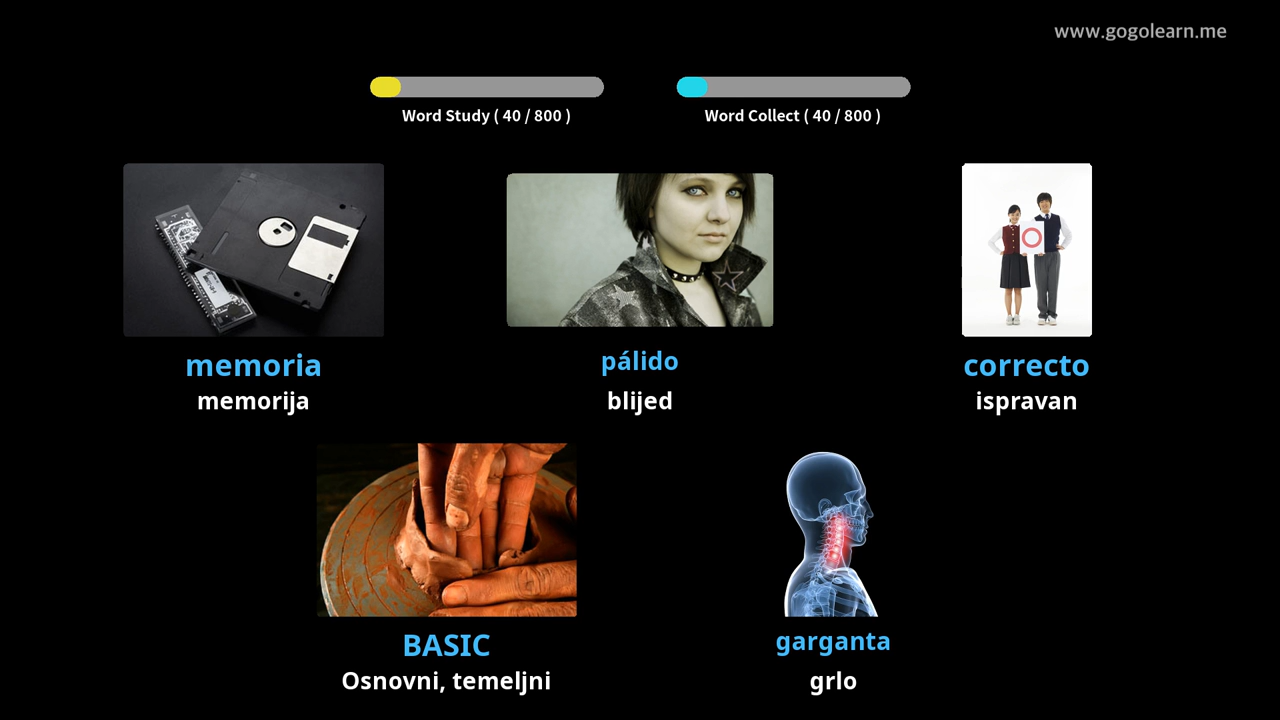 www.gogolearn.me
Word Study ( 40 / 800 )
Word Collect ( 40 / 800 )
memoria
memorija
pálido
blijed
correcto
ispravan
BASIC
Osnovni, temeljni
garganta
grlo